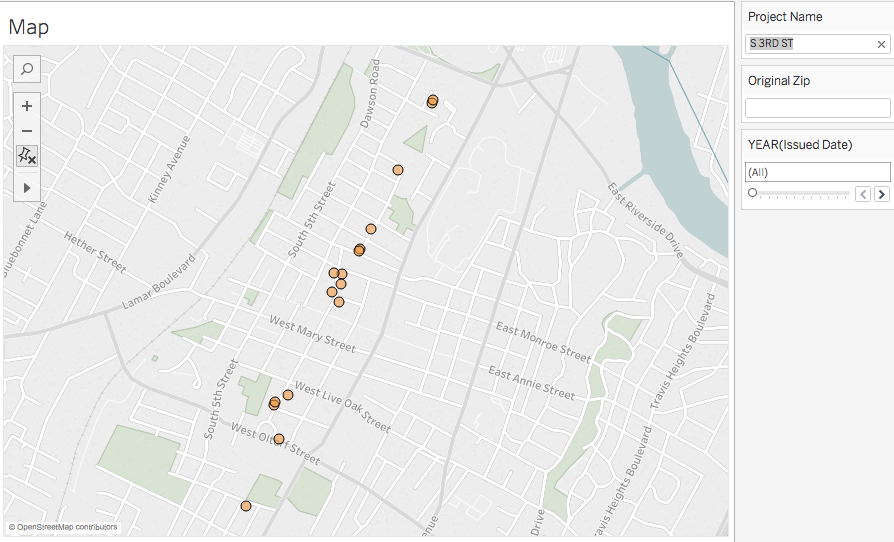 Map
Project Name
S 3RD ST
Original Zip
YEAR(Issued Date)
(All)
Dawson Road
Kinney Avenue
South 5th Street
Bluebonnet Lane
Hether Street
Lamar Boulevard
East Riverside Drive
West Mary Street
East Monroe Street
East Annie Street
Travis Heights Boulevard
South 5th Street
West Live Oak Street
West Oltorf Street
Travis Heights Boulevard
enue
Drive
© OpenStreetMap contributors